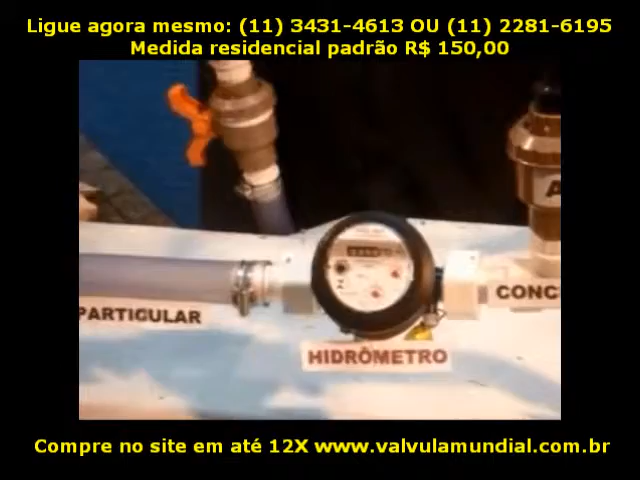 Ligue agora mesmo: (11) 3431-4613 OU (11) 2281-6195
Medida residencial padrão R$ 150,00
PARTICULAR
CONC
HIDRÔMETRO
Compre no site em até 12X www.valvulamundial.com.br